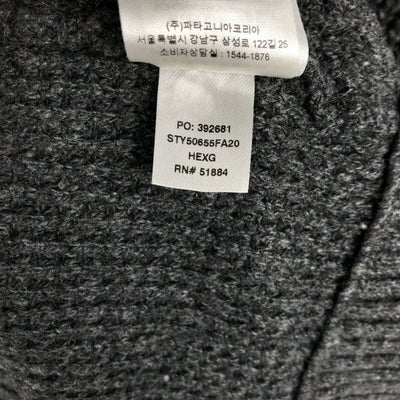 (주)파타고니아코리아
서울특별시 강남구 삼성로 122길 25
소비자상담실 : 1544-1876
PO: 392681
STY50655FA20
HEXG
RN# 51884